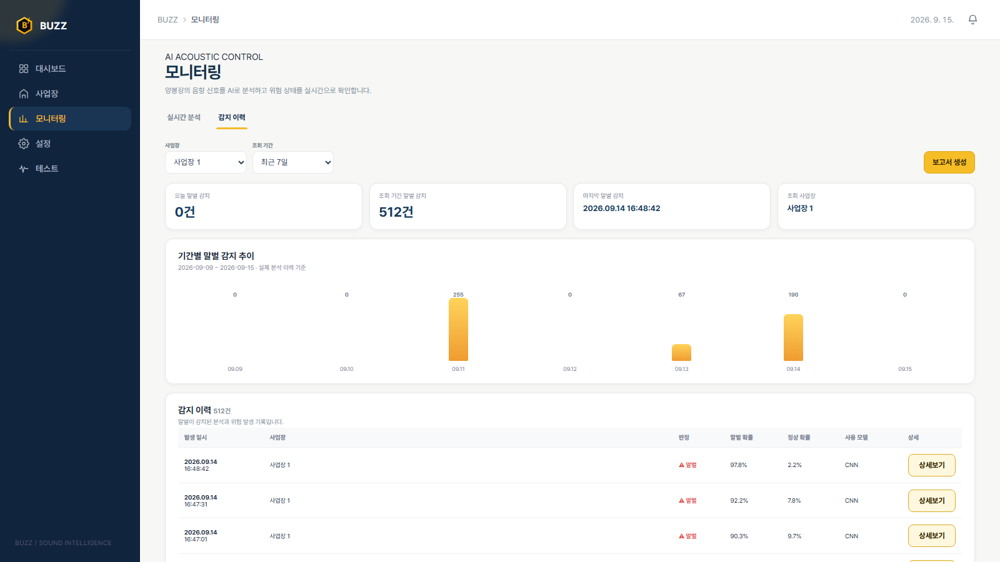 BUZZ
대시보드
사업장
모니터링
설정
테스트
BUZZ / SOUND INTELLIGENCE
BUZZ > 모니터링
2026. 9. 15.
AI ACOUSTIC CONTROL
모니터링
양봉장의 음향 신호를 AI로 분석하고 위험 상태를 실시간으로 확인합니다.
실시간 분석 감지 이력
사업장 조회 기간
사업장 1 최근 7일
보고서 생성
오늘 말벌 감지
0건
조회 기간 말벌 감지
512건
마지막 말벌 감지
2026.09.14 16:48:42
조회 사업장
사업장 1
기간별 말벌 감지 추이
2026-09-09 ~ 2026-09-15 · 실제 분석 이력 기준
0 0 255 0 67 190 0
09.09 09.10 09.11 09.12 09.13 09.14 09.15
감지 이력 512건
말벌이 감지된 분석과 위험 발생 기록입니다.
발생 일시 사업장 판정 말벌 확률 정상 확률 사용 모델 상세
2026.09.14
16:48:42
사업장 1 말벌 97.8% 2.2% CNN 상세보기
2026.09.14
16:47:31
사업장 1 말벌 92.2% 7.8% CNN 상세보기
2026.09.14
16:47:01
사업장 1 말벌 90.3% 9.7% CNN 상세보기